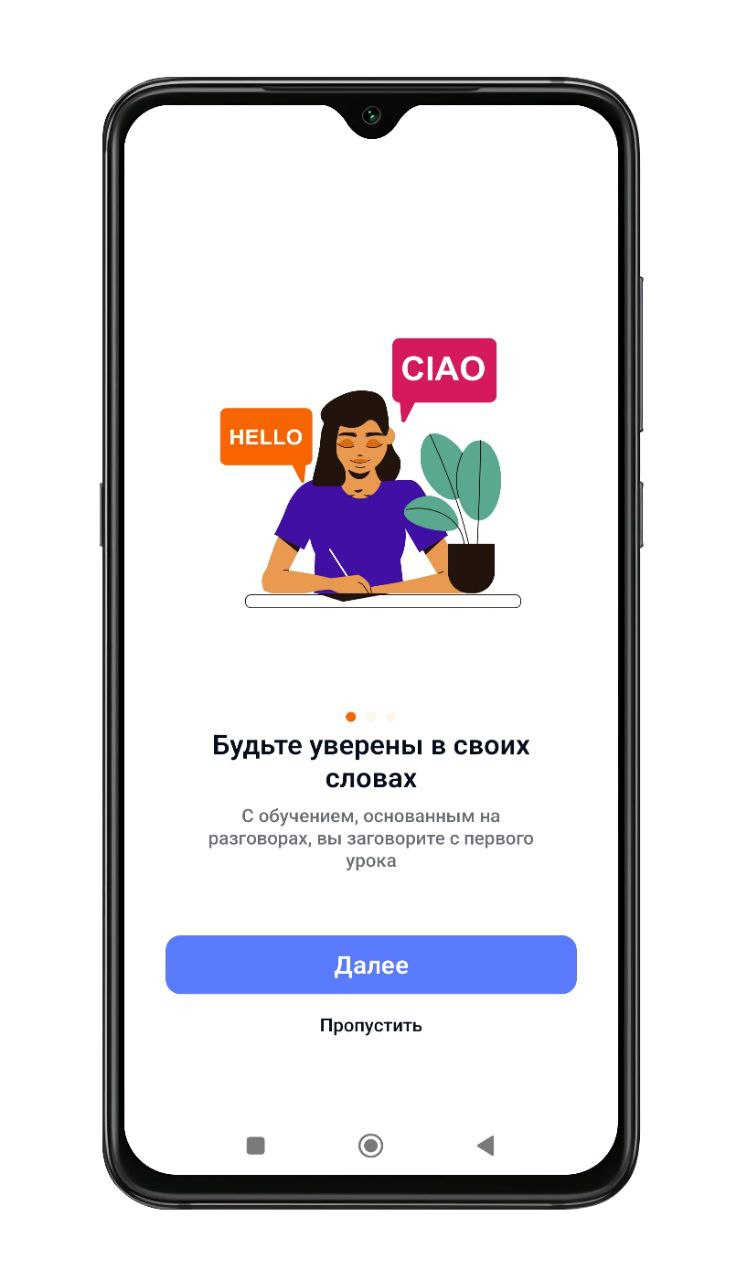 CIAO
HELLO
Будьте уверены в своих
словах
С обучением, основанным на
разговорах, вы заговорите с первого
урока
Далее
Пропустить